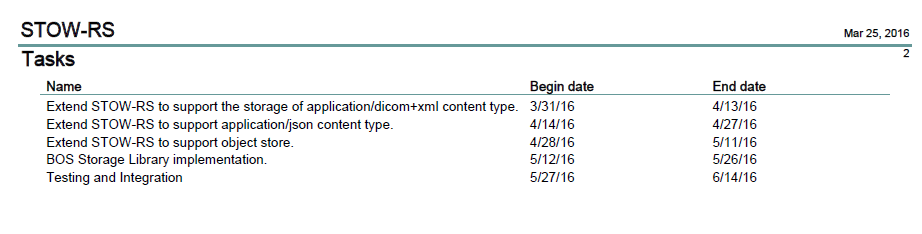 STOW-RS Mar 25, 2016
Tasks 2
Name Begin date End date
Extend STOW-RS to support the storage of application/dicom+xml content type. 3/31/16 4/13/16
Extend STOW-RS to support application/json content type. 4/14/16 4/27/16
Extend STOW-RS to support object store. 4/28/16 5/11/16
BOS Storage Library implementation. 5/12/16 5/26/16
Testing and Integration 5/27/16 6/14/16